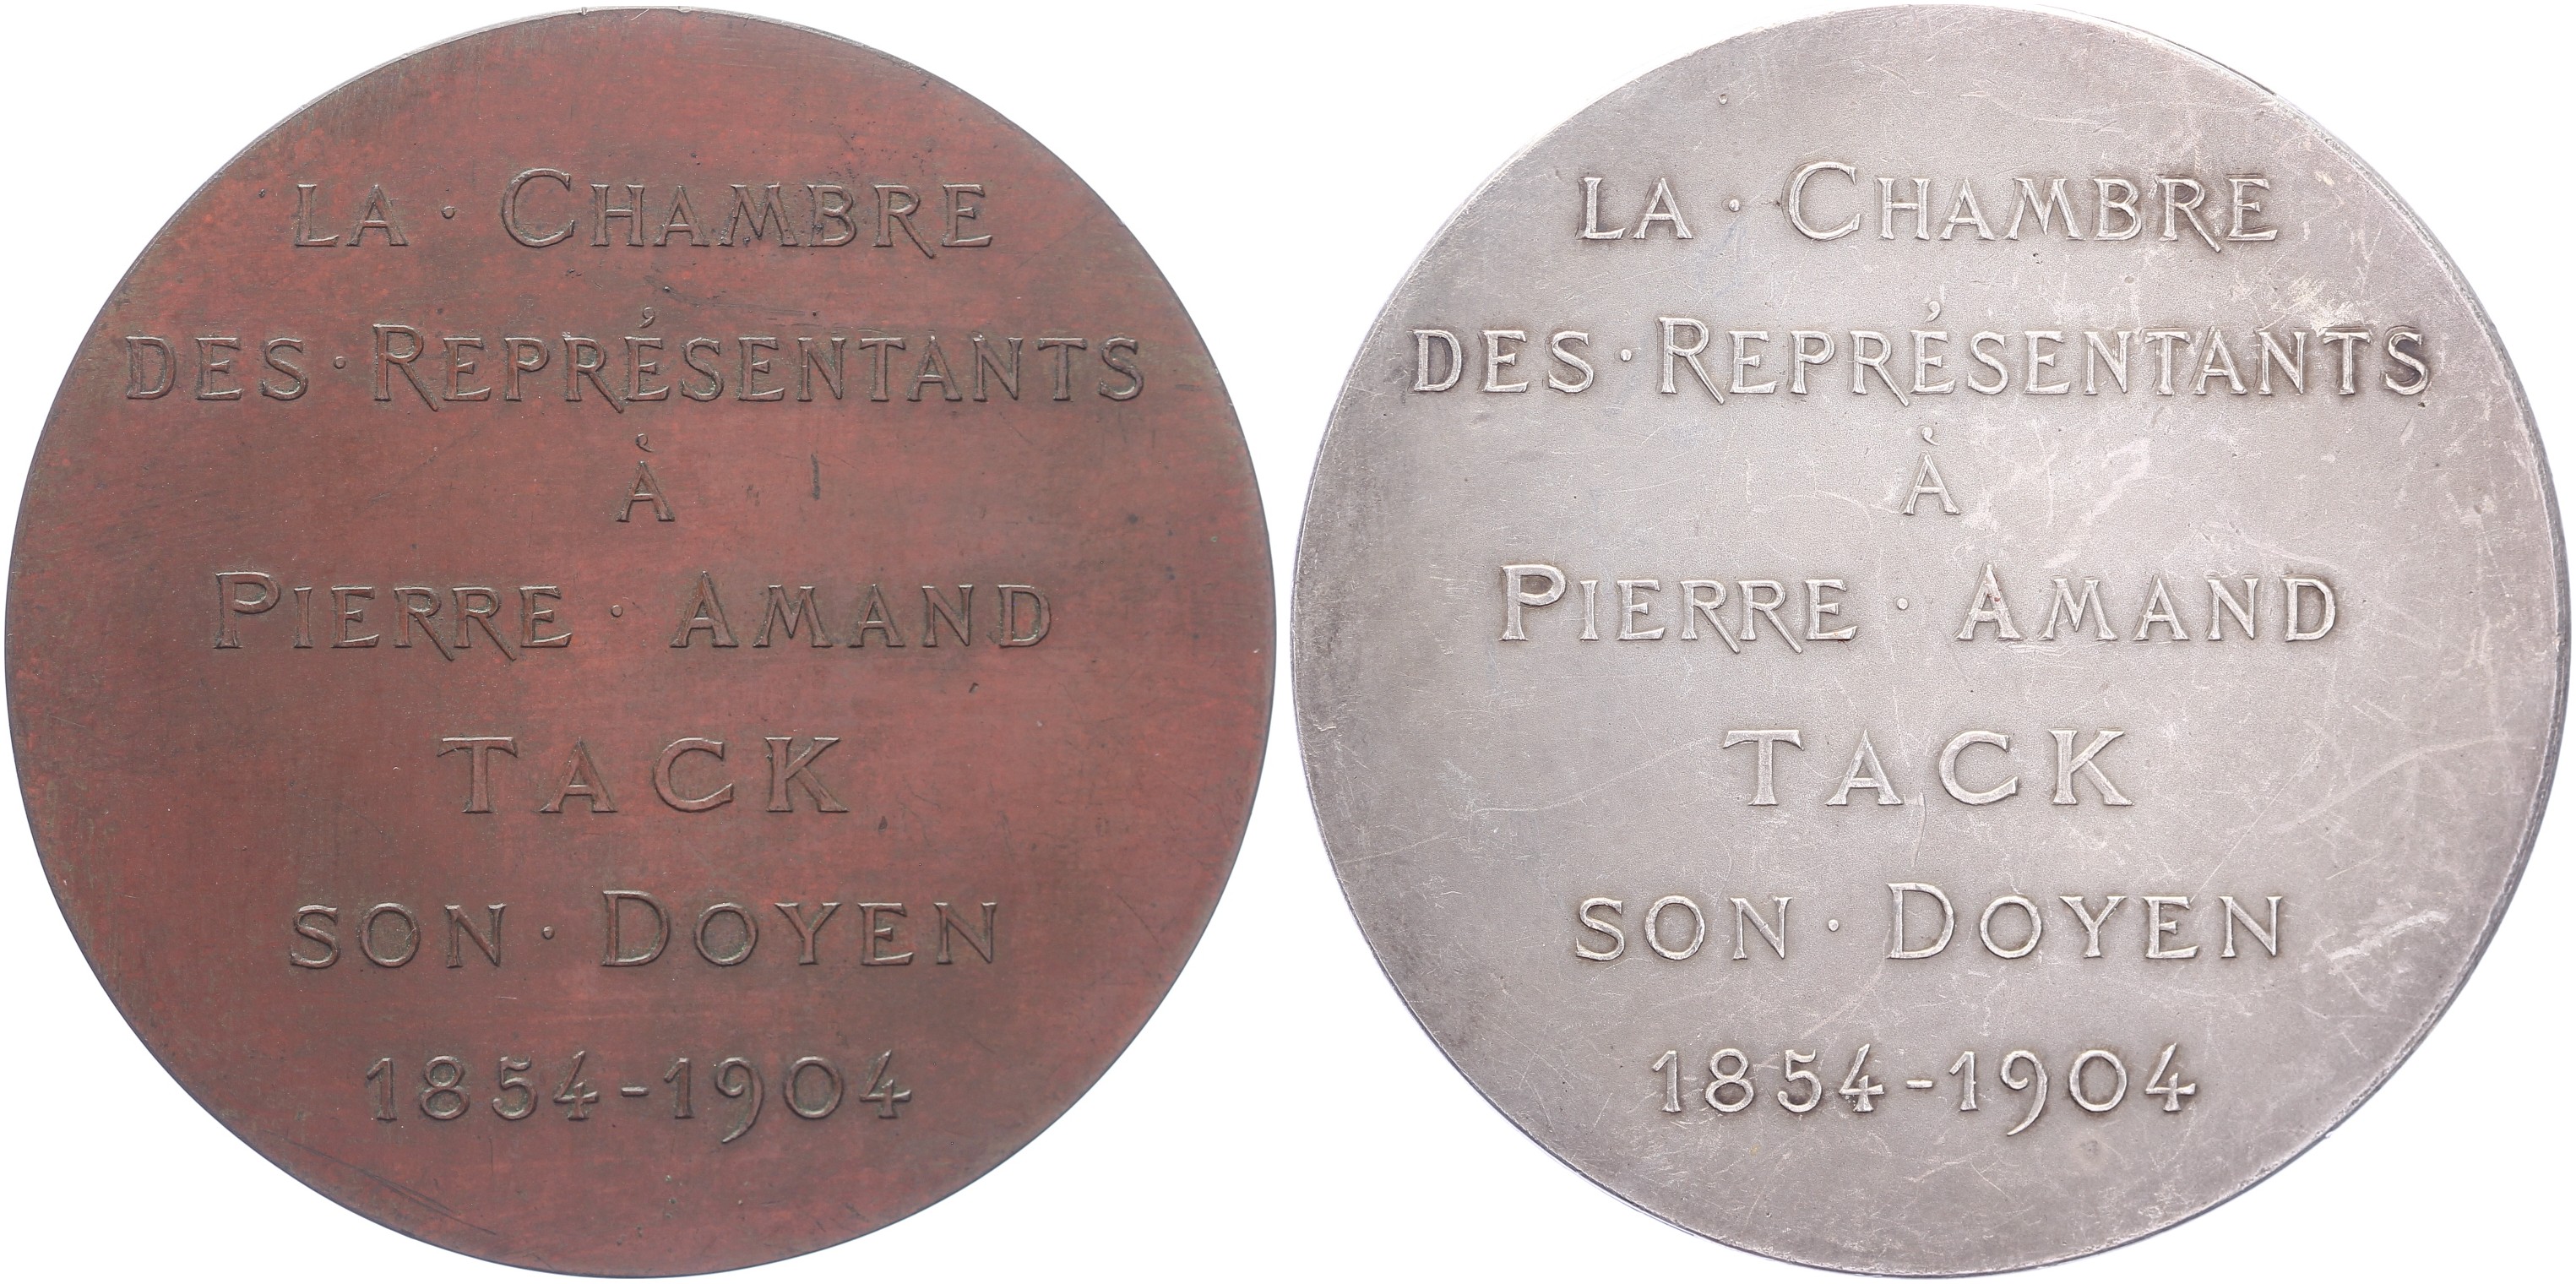 LA · CHAMBRE
DES · REPRÉSENTANTS
À
PIERRE · AMAND
TACK
SON · DOYEN
1854-1904
LA · CHAMBRE
DES · REPRÉSENTANTS
À
PIERRE · AMAND
TACK
SON · DOYEN
1854-1904